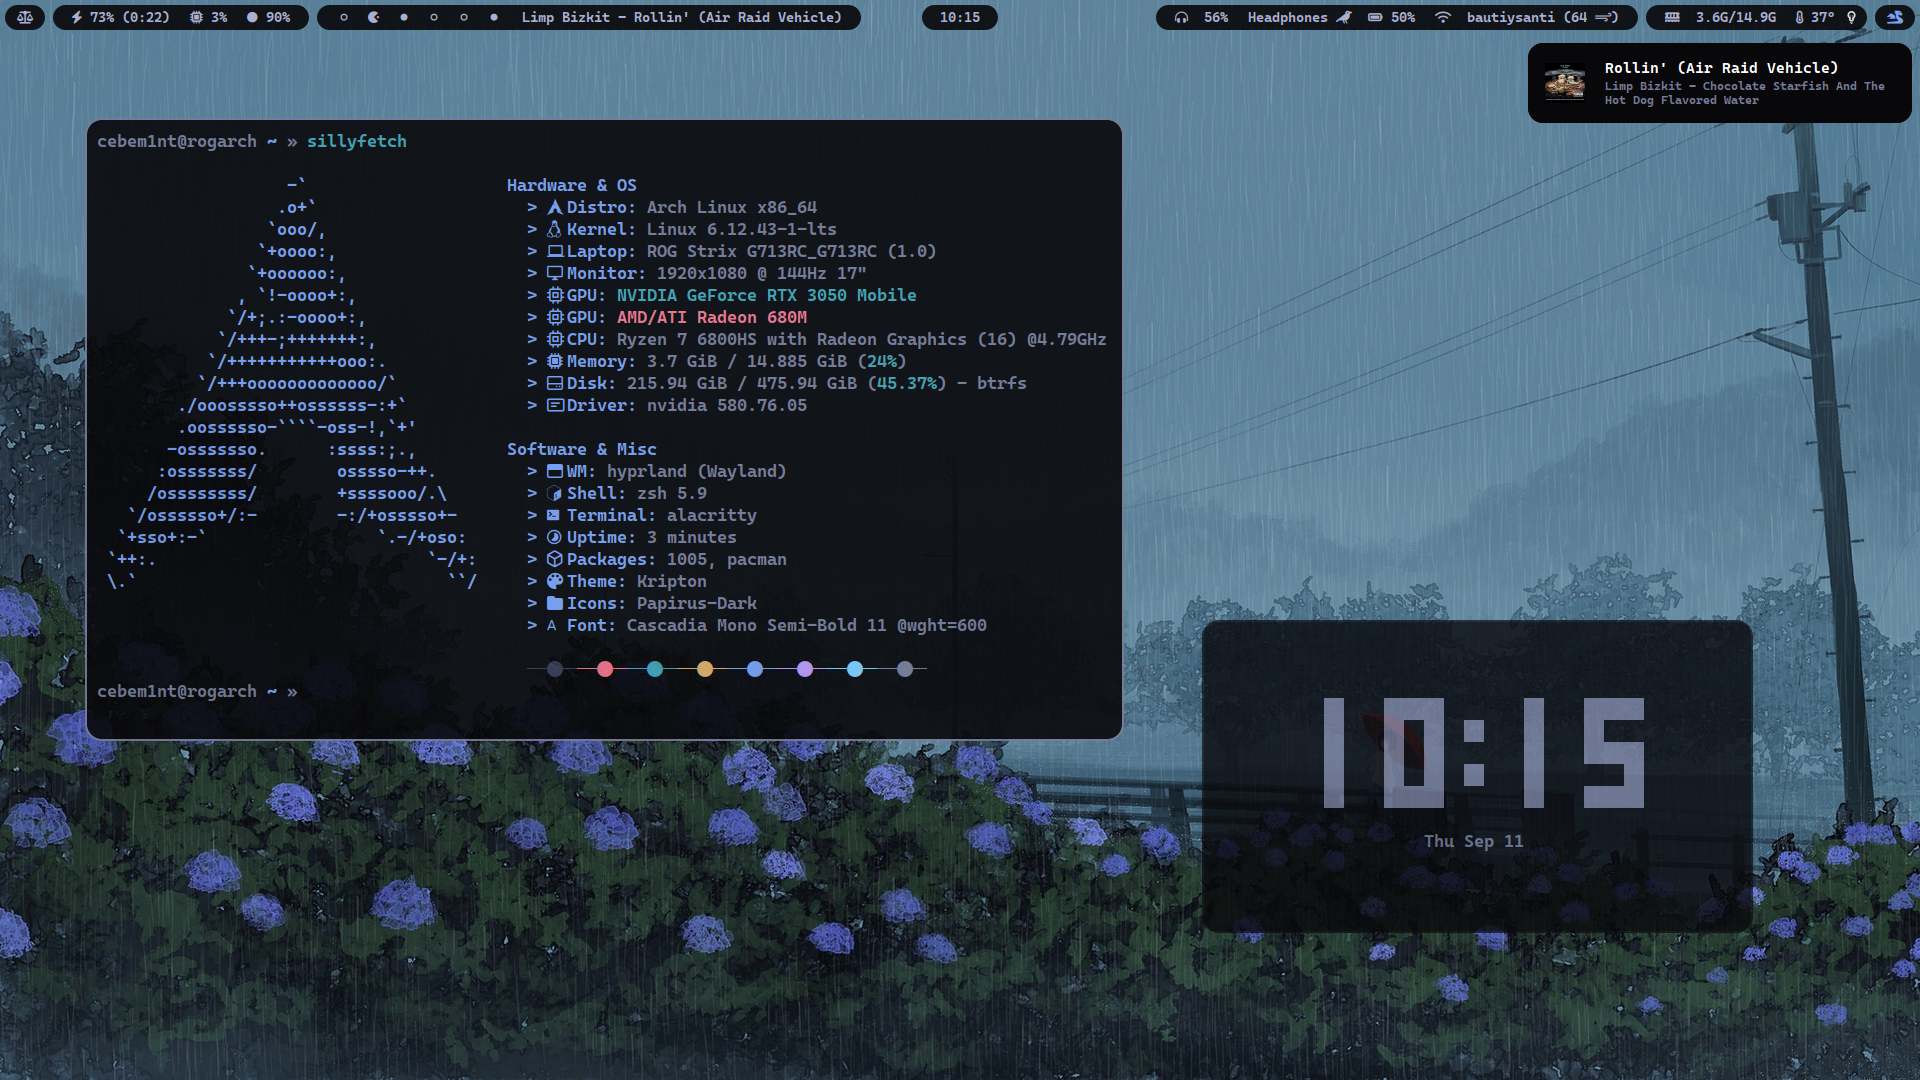 73% (0:22) 3% 90% Limp Bizkit - Rollin' (Air Raid Vehicle) 10:15 56% Headphones 50% bautiysanti (64 ) 3.6G/14.9G 37°
Rollin' (Air Raid Vehicle)
Limp Bizkit - Chocolate Starfish And The
Hot Dog Flavored Water
cebem1nt@rogarch ~ » sillyfetch
-`
.o+`
`ooo/,
`+oooo:,
`+oooooo:,
, `!-oooo+:,
`/+;.:-oooo+:,
`/+++-;+++++++:,
`/+++++++++++ooo:.
`/+++ooooooooooooo/`
./ooosssso++ossssss-:+`
.oossssso-````-oss-!,`+'
-osssssso. :ssss:;.,
:osssssss/ osssso-++.
/ossssssss/ +ssssooo/.\
`/ossssso+/:- -:/+osssso+-
`+sso+:-` `.-/+oso:
`++:. `-/+:
\.` ``/
Hardware & OS
> Distro: Arch Linux x86_64
> Kernel: Linux 6.12.43-1-lts
> Laptop: ROG Strix G713RC_G713RC (1.0)
> Monitor: 1920x1080 @ 144Hz 17"
> GPU: NVIDIA GeForce RTX 3050 Mobile
> GPU: AMD/ATI Radeon 680M
> CPU: Ryzen 7 6800HS with Radeon Graphics (16) @4.79GHz
> Memory: 3.7 GiB / 14.885 GiB (24%)
> Disk: 215.94 GiB / 475.94 GiB (45.37%) - btrfs
> Driver: nvidia 580.76.05
Software & Misc
> WM: hyprland (Wayland)
> Shell: zsh 5.9
> Terminal: alacritty
> Uptime: 3 minutes
> Packages: 1005, pacman
> Theme: Kripton
> Icons: Papirus-Dark
> A Font: Cascadia Mono Semi-Bold 11 @wght=600
cebem1nt@rogarch ~ »
10:15
Thu Sep 11